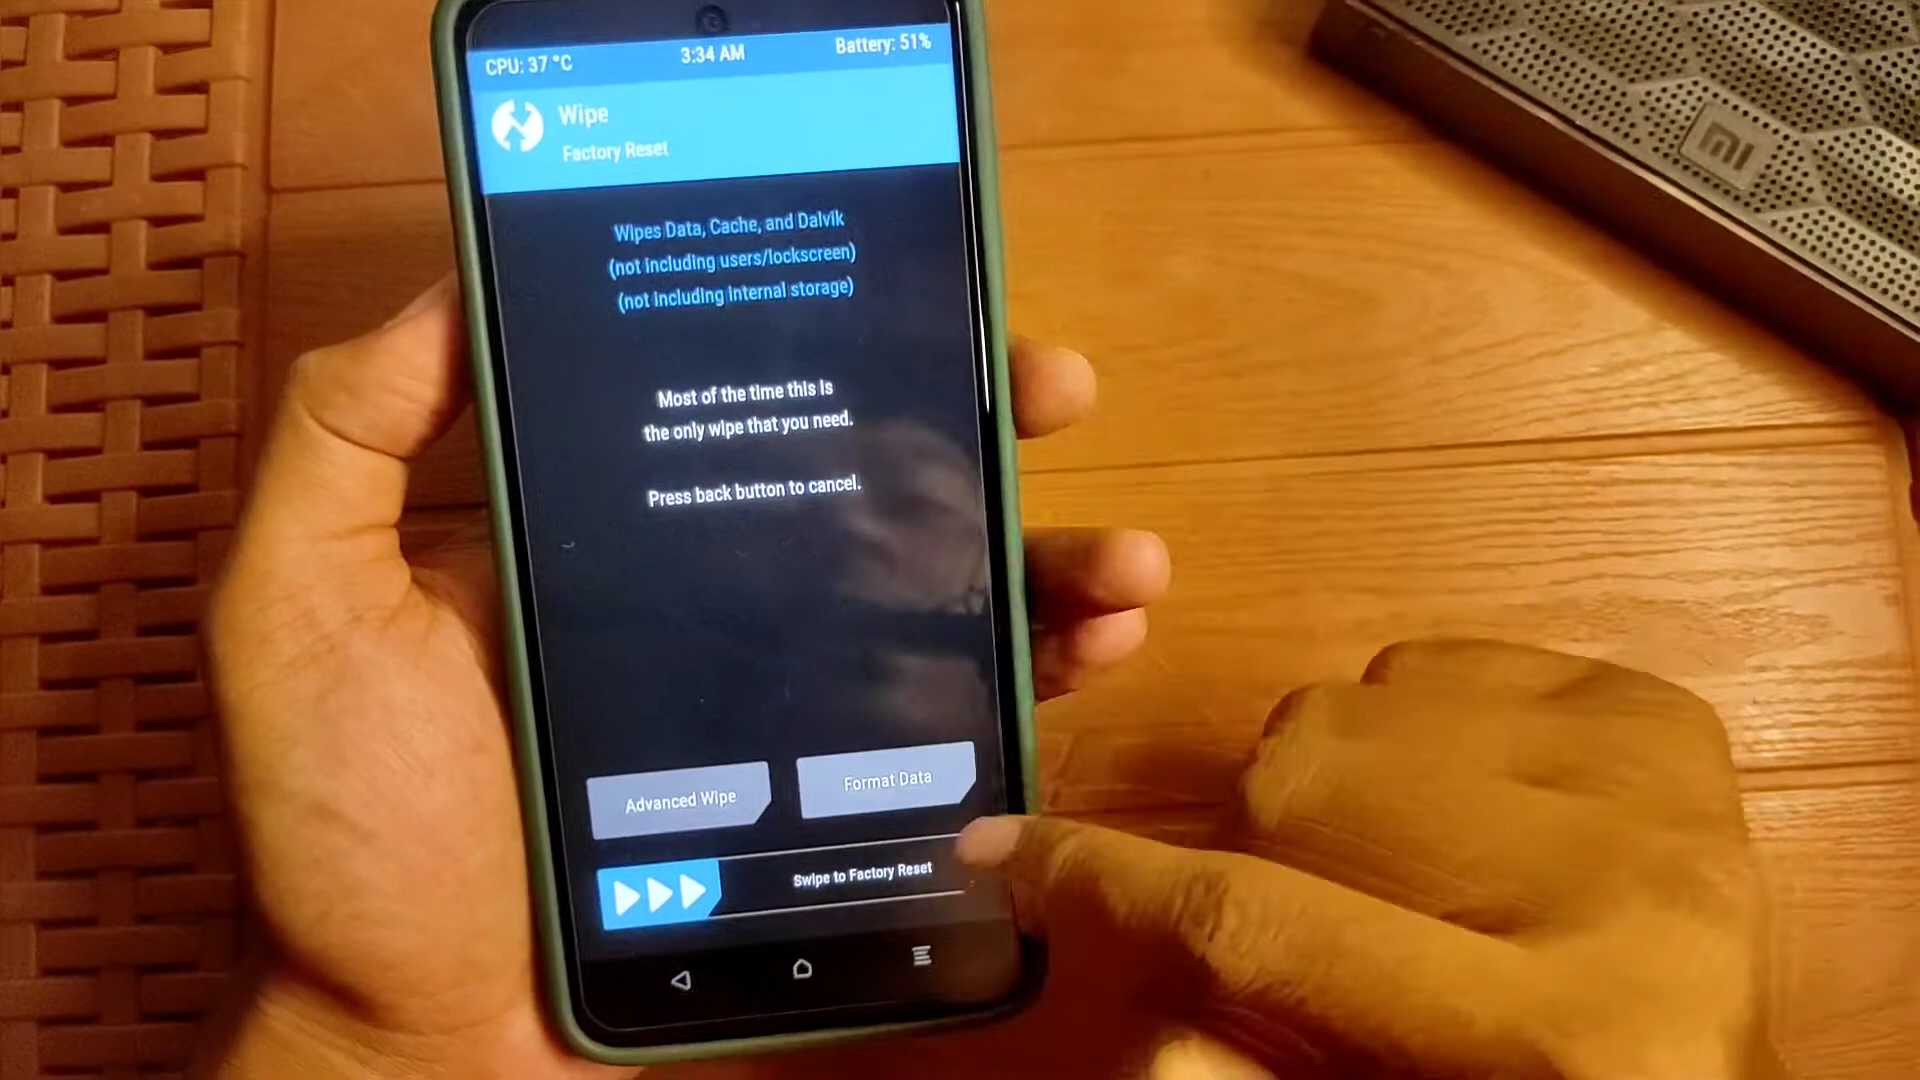 CPU: 37 °C 3:34 AM Battery: 51%
Wipe
Factory Reset
Wipes Data, Cache, and Dalvik
(not including users/lockscreen)
(not including internal storage)
Most of the time this is
the only wipe that you need.
Press back button to cancel.
Advanced Wipe Format Data
Swipe to Factory Reset
MI